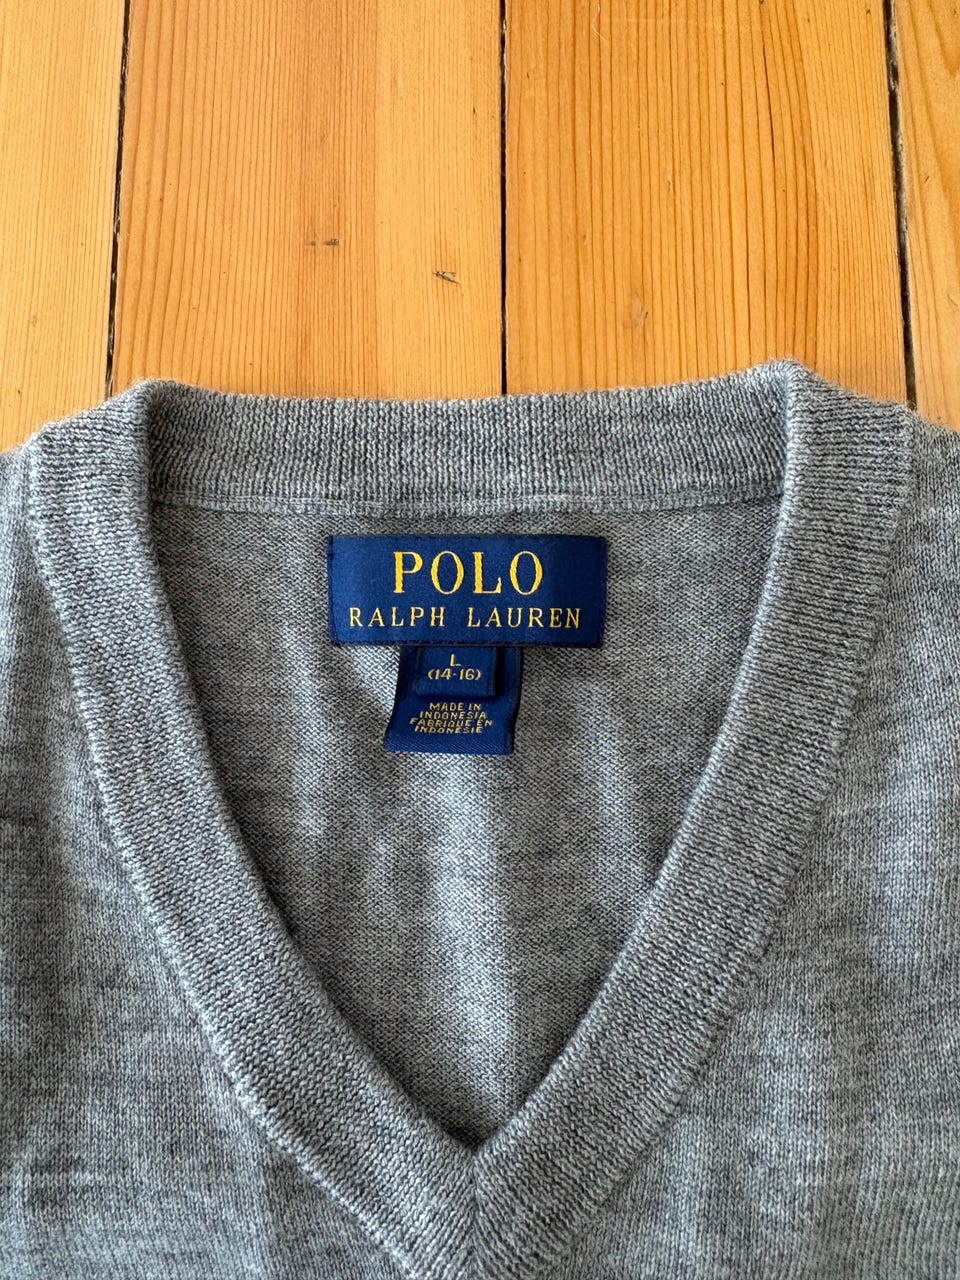 POLO
RALPH LAUREN
L
(14-16)
MADE IN
INDONESIA
FABRIQUE EN
INDONESIE